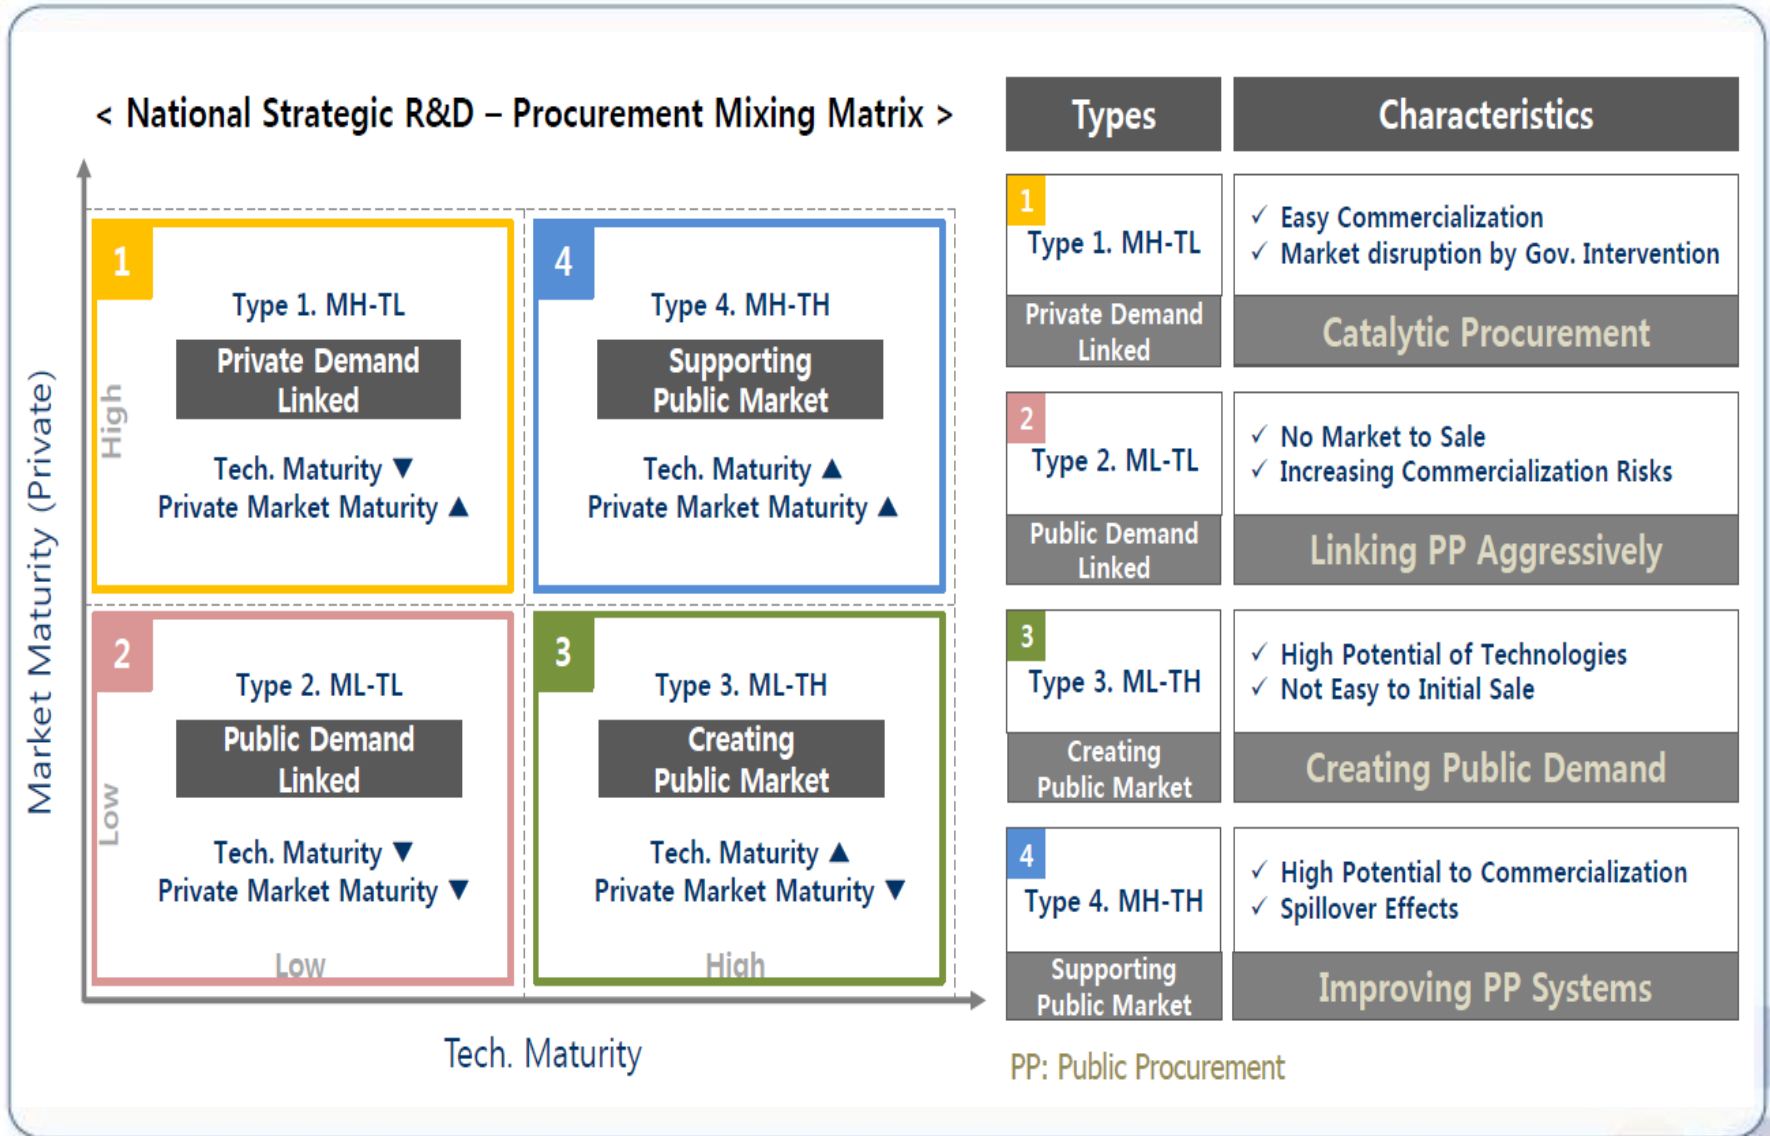 < National Strategic R&D – Procurement Mixing Matrix >
Market Maturity (Private)
High
Low
1
Type 1. MH-TL
Private Demand
Linked
Tech. Maturity ▼
Private Market Maturity ▲
4
Type 4. MH-TH
Supporting
Public Market
Tech. Maturity ▲
Private Market Maturity ▲
2
Type 2. ML-TL
Public Demand
Linked
Tech. Maturity ▼
Private Market Maturity ▼
Low
3
Type 3. ML-TH
Creating
Public Market
Tech. Maturity ▲
Private Market Maturity ▼
High
Tech. Maturity
Types
Characteristics
1
Type 1. MH-TL
Private Demand
Linked
✓ Easy Commercialization
✓ Market disruption by Gov. Intervention
Catalytic Procurement
2
Type 2. ML-TL
Public Demand
Linked
✓ No Market to Sale
✓ Increasing Commercialization Risks
Linking PP Aggressively
3
Type 3. ML-TH
Creating
Public Market
✓ High Potential of Technologies
✓ Not Easy to Initial Sale
Creating Public Demand
4
Type 4. MH-TH
Supporting
Public Market
✓ High Potential to Commercialization
✓ Spillover Effects
Improving PP Systems
PP: Public Procurement